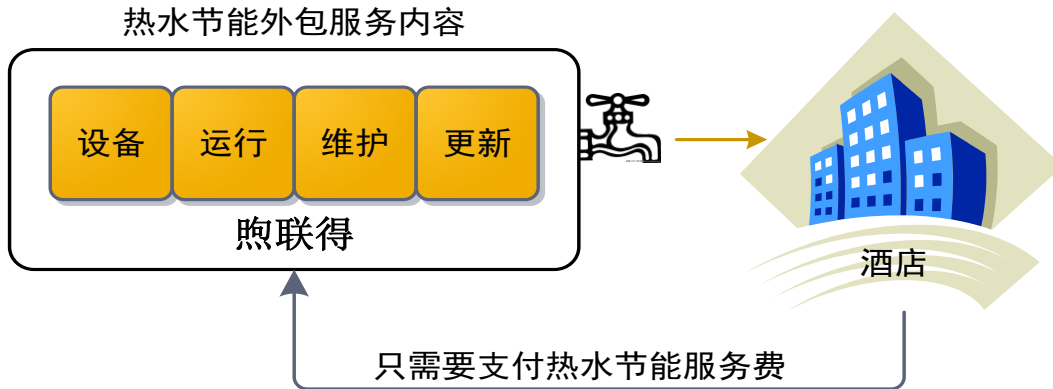 热水节能外包服务内容
设备 运行 维护 更新
煦联得
酒店
只需要支付热水节能服务费